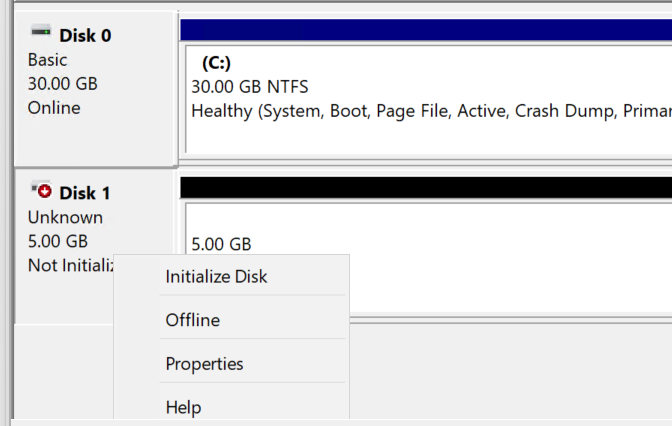 Disk 0
Basic
30.00 GB
Online
(C:)
30.00 GB NTFS
Healthy (System, Boot, Page File, Active, Crash Dump, Primar
Disk 1
Unknown
5.00 GB
Not Initializ
5.00 GB
Initialize Disk
Offline
Properties
Help